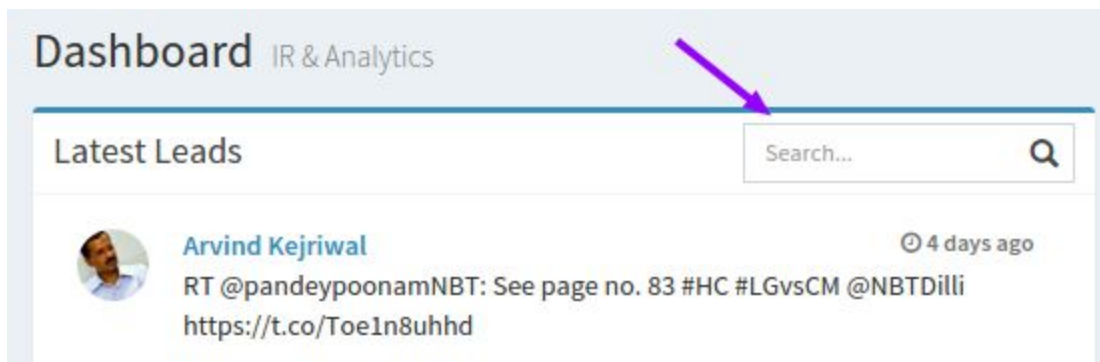 Dashboard IR & Analytics
Latest Leads
Search...
Arvind Kejriwal
4 days ago
RT @pandeypoonamNBT: See page no. 83 #HC #LGvsCM @NBTDilli
https://t.co/Toe1n8uhhd